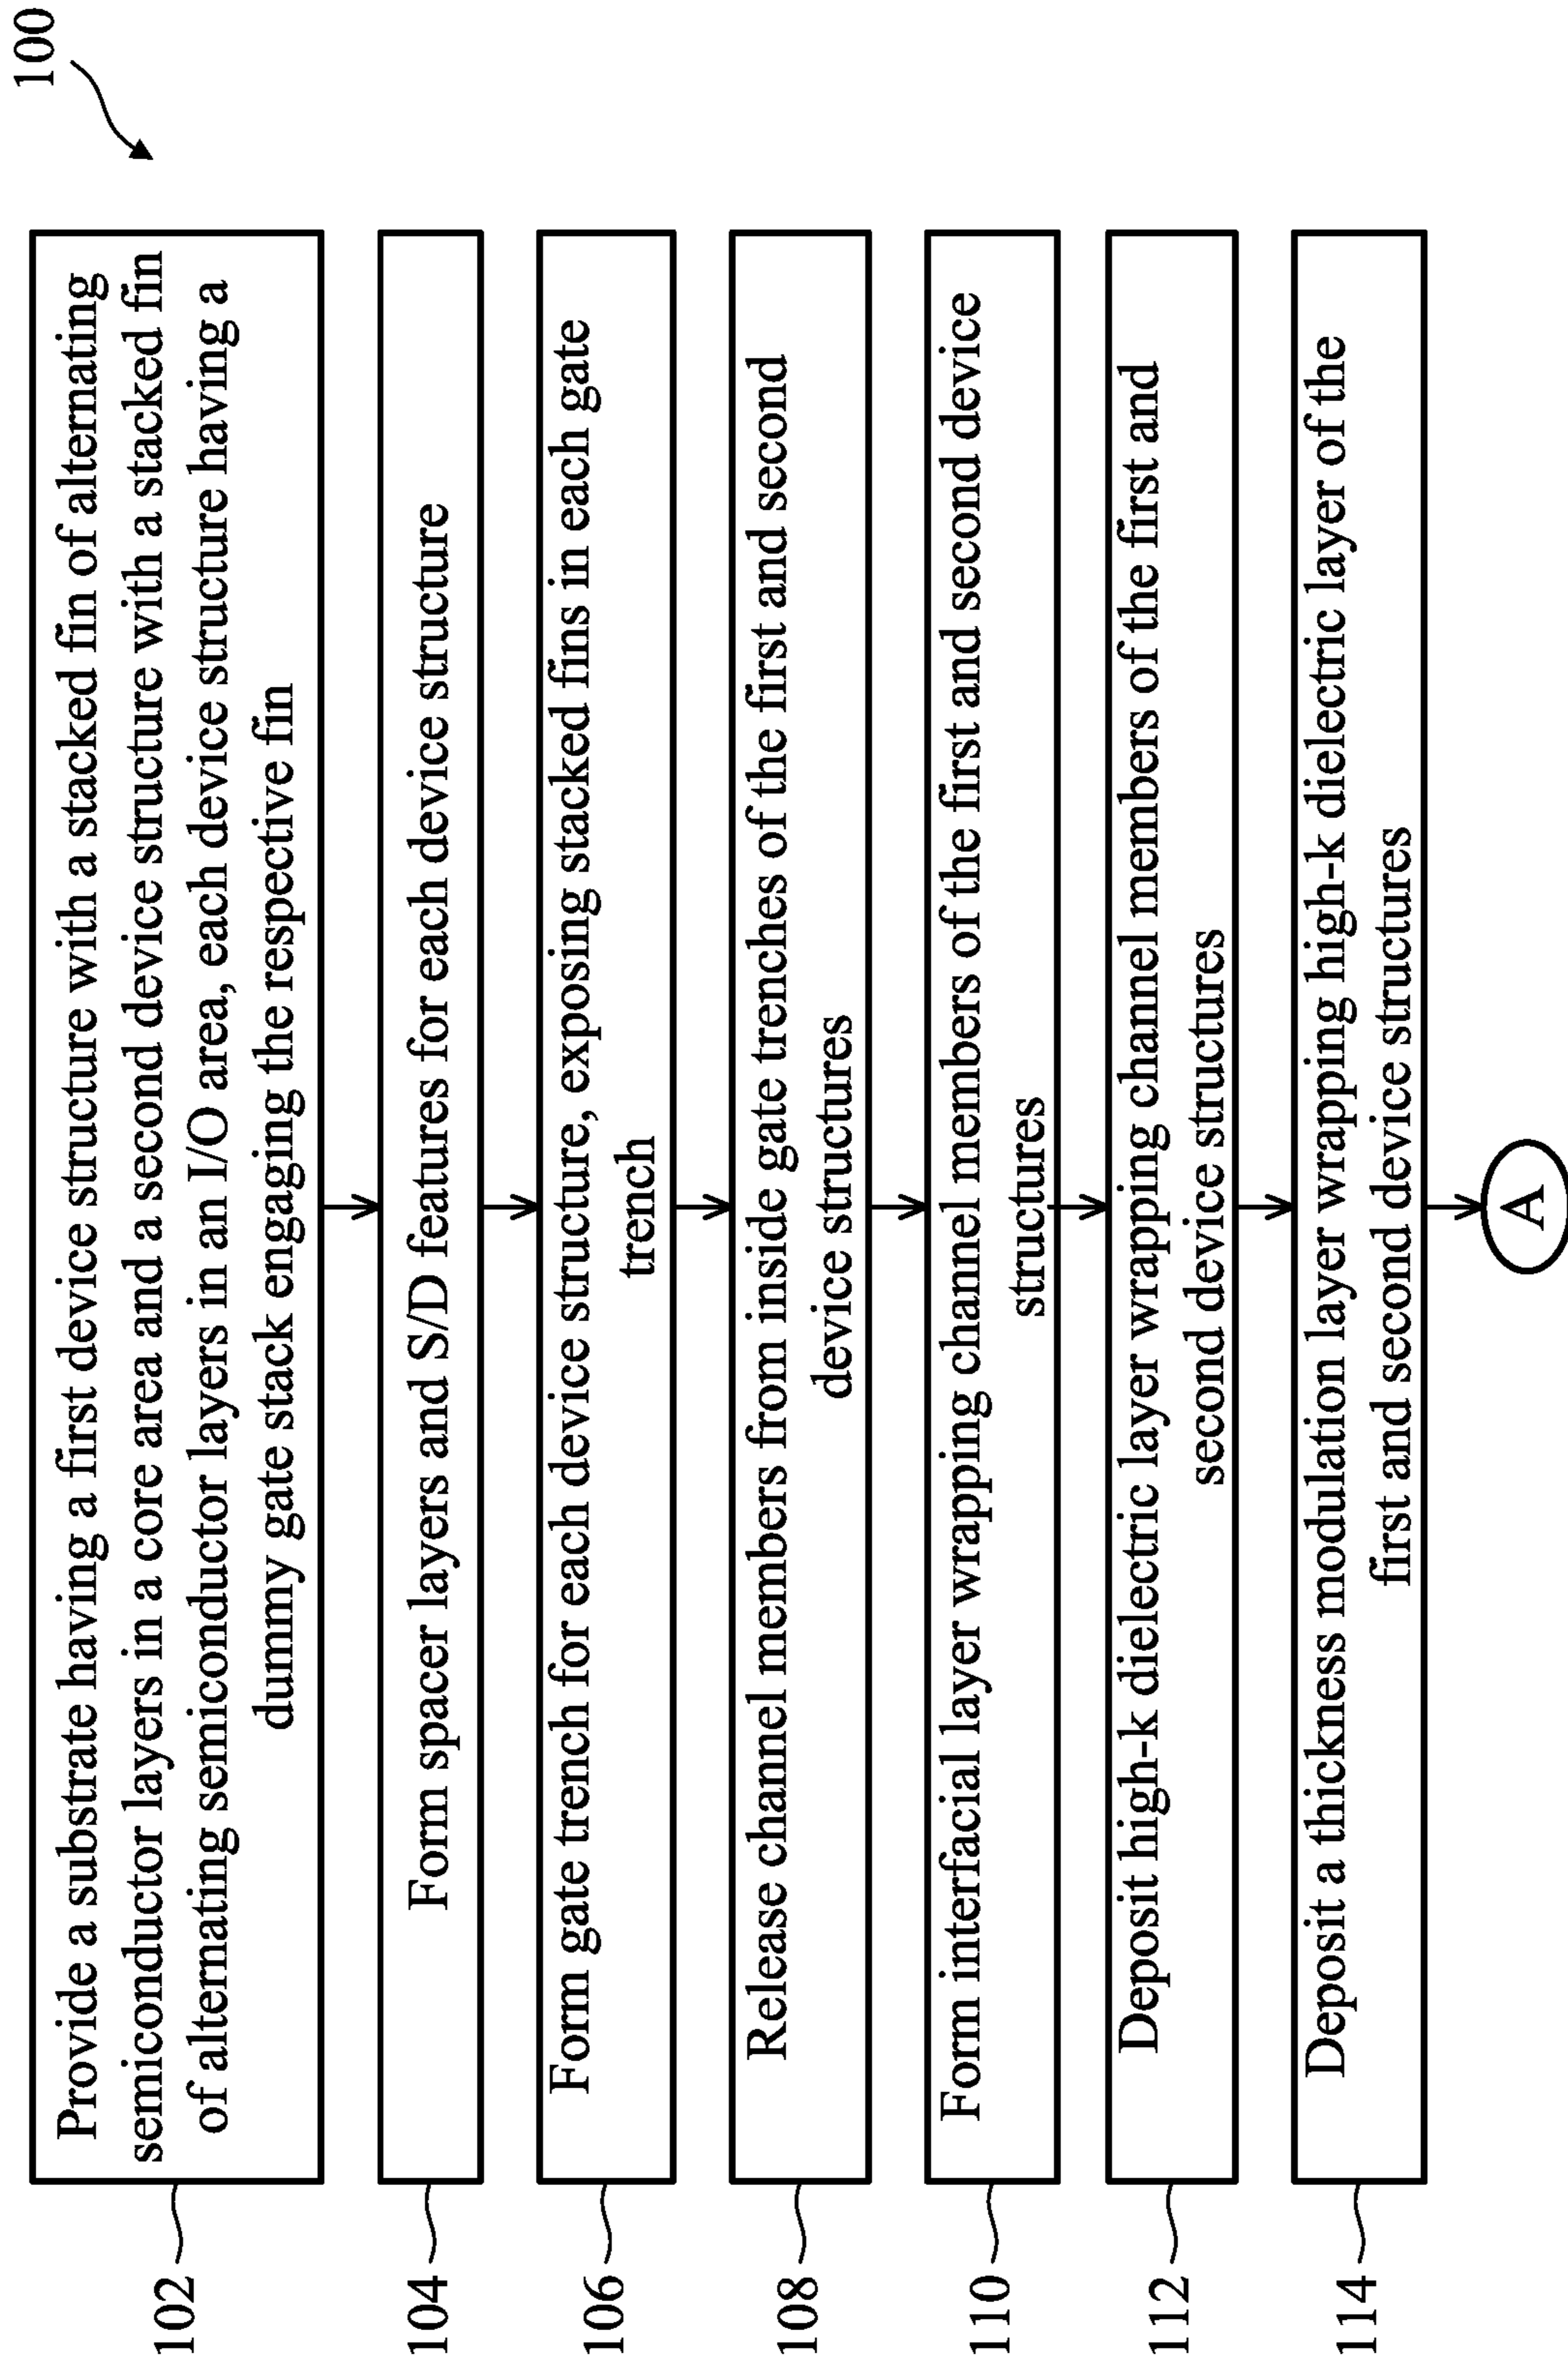 100
102
Provide a substrate having a first device structure with a stacked fin of alternating
semiconductor layers in a core area and a second device structure with a stacked fin
of alternating semiconductor layers in an I/O area, each device structure having a
dummy gate stack engaging the respective fin
104
Form spacer layers and S/D features for each device structure
106
Form gate trench for each device structure, exposing stacked fins in each gate
trench
108
Release channel members from inside gate trenches of the first and second
device structures
110
Form interfacial layer wrapping channel members of the first and second device
structures
112
Deposit high-k dielectric layer wrapping channel members of the first and
second device structures
114
Deposit a thickness modulation layer wrapping high-k dielectric layer of the
first and second device structures
A